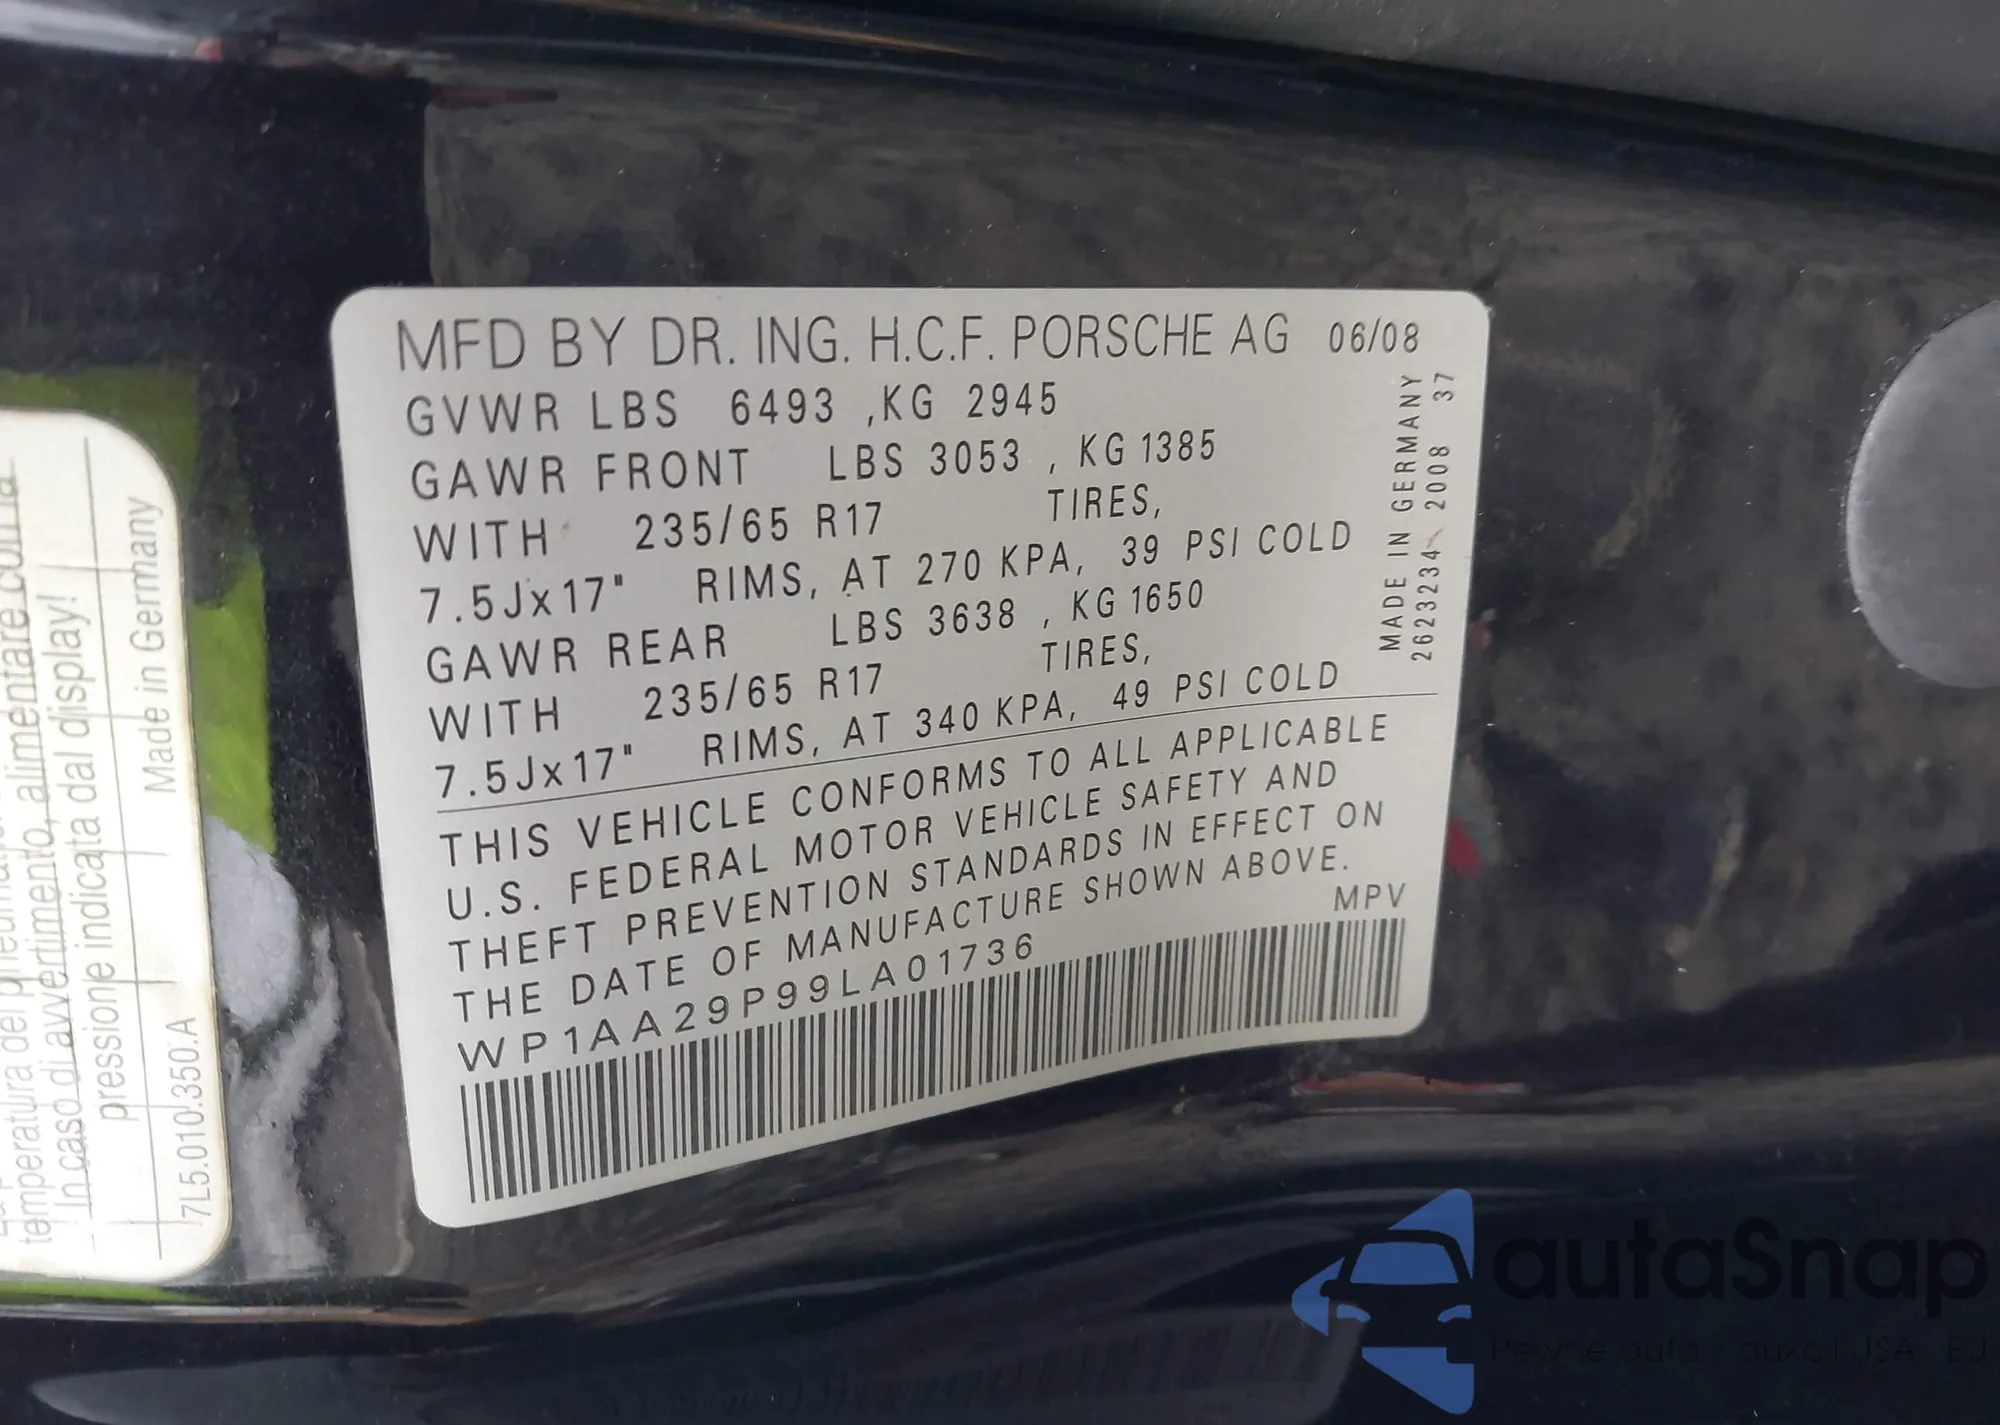 MFD BY DR. ING. H.C.F. PORSCHE AG 06/08
GVWR LBS 6493 ,KG 2945
GAWR FRONT LBS 3053 , KG 1385
WITH 235/65 R17 TIRES,
7.5Jx17" RIMS, AT 270 KPA, 39 PSI COLD
GAWR REAR LBS 3638 , KG 1650
WITH 235/65 R17 TIRES,
7.5Jx17" RIMS, AT 340 KPA, 49 PSI COLD
MADE IN GERMANY
2623234 2008 37
THIS VEHICLE CONFORMS TO ALL APPLICABLE
U.S. FEDERAL MOTOR VEHICLE SAFETY AND
THEFT PREVENTION STANDARDS IN EFFECT ON
THE DATE OF MANUFACTURE SHOWN ABOVE.
MPV
WP1AA29P99LA01736
temperatura dei
In caso di avvertimento, alimentare con la
pressione indicata dal display!
Made in Germany
7L5.010.350.A
autaSnap